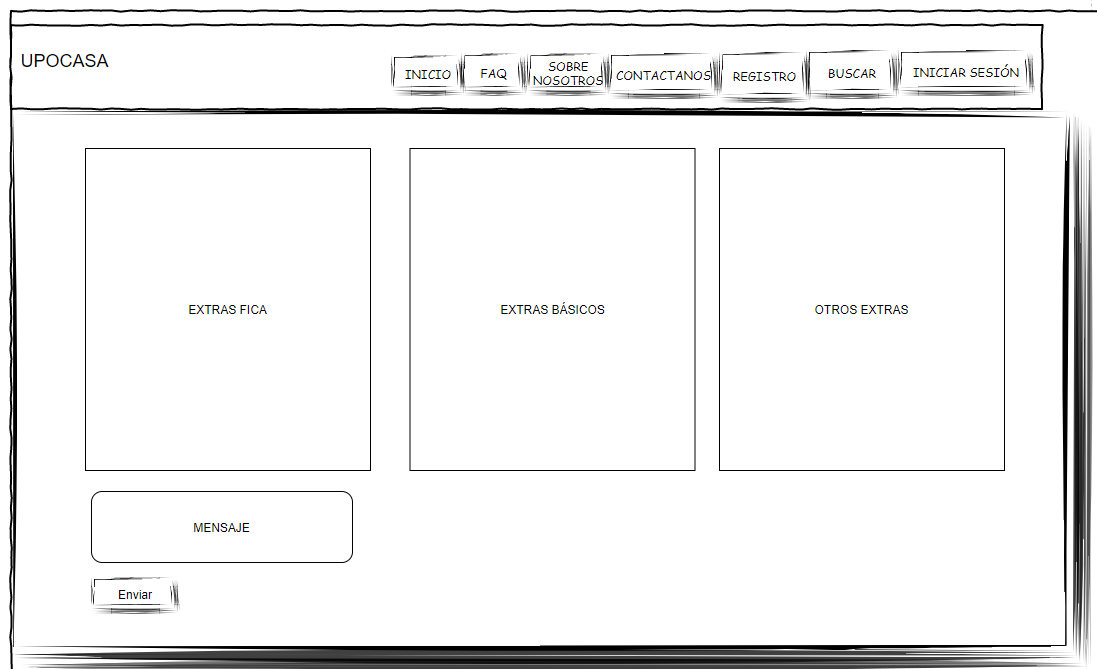 UPOCASA
INICIO
FAQ
SOBRE
NOSOTROS
CONTACTANOS
REGISTRO
BUSCAR
INICIAR SESIÓN
EXTRAS FICA
EXTRAS BÁSICOS
OTROS EXTRAS
MENSAJE
Enviar